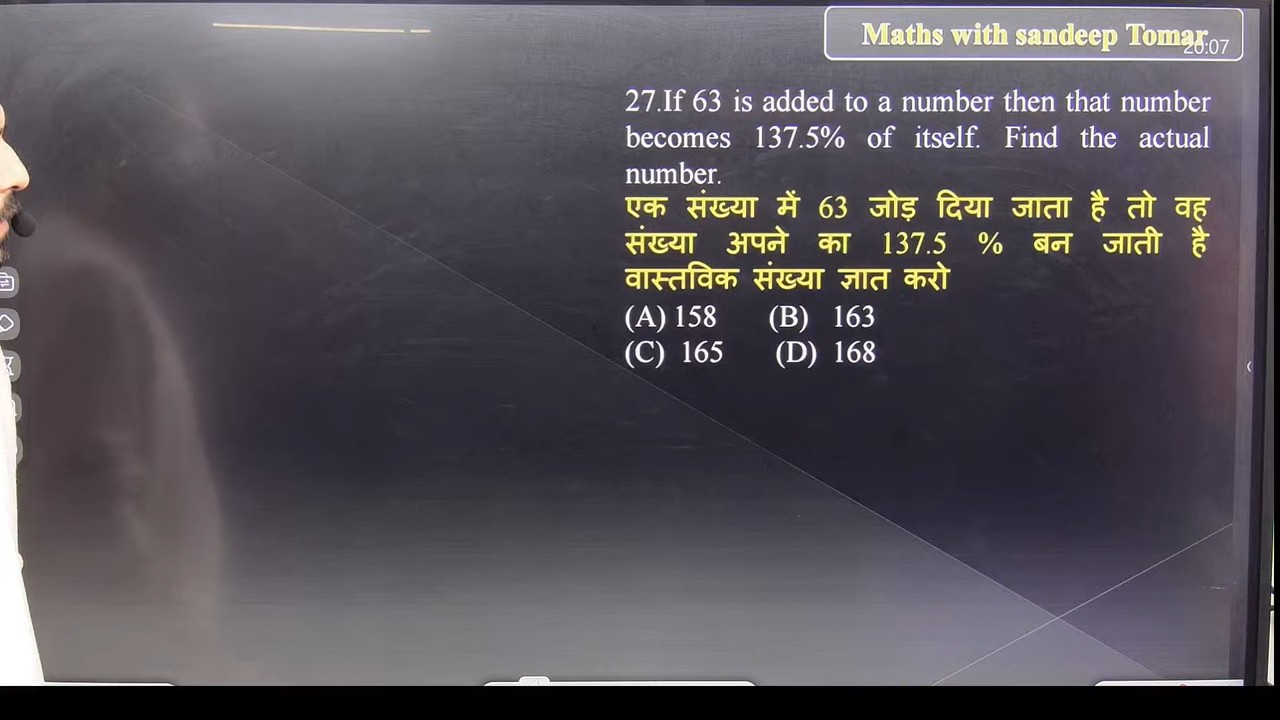 Maths with sandeep Tomar
20:07
27.If 63 is added to a number then that number
becomes 137.5% of itself. Find the actual
number.
एक संख्या में 63 जोड़ दिया जाता है तो वह
संख्या अपने का 137.5 % बन जाती है
वास्तविक संख्या ज्ञात करो
(A) 158 (B) 163
(C) 165 (D) 168